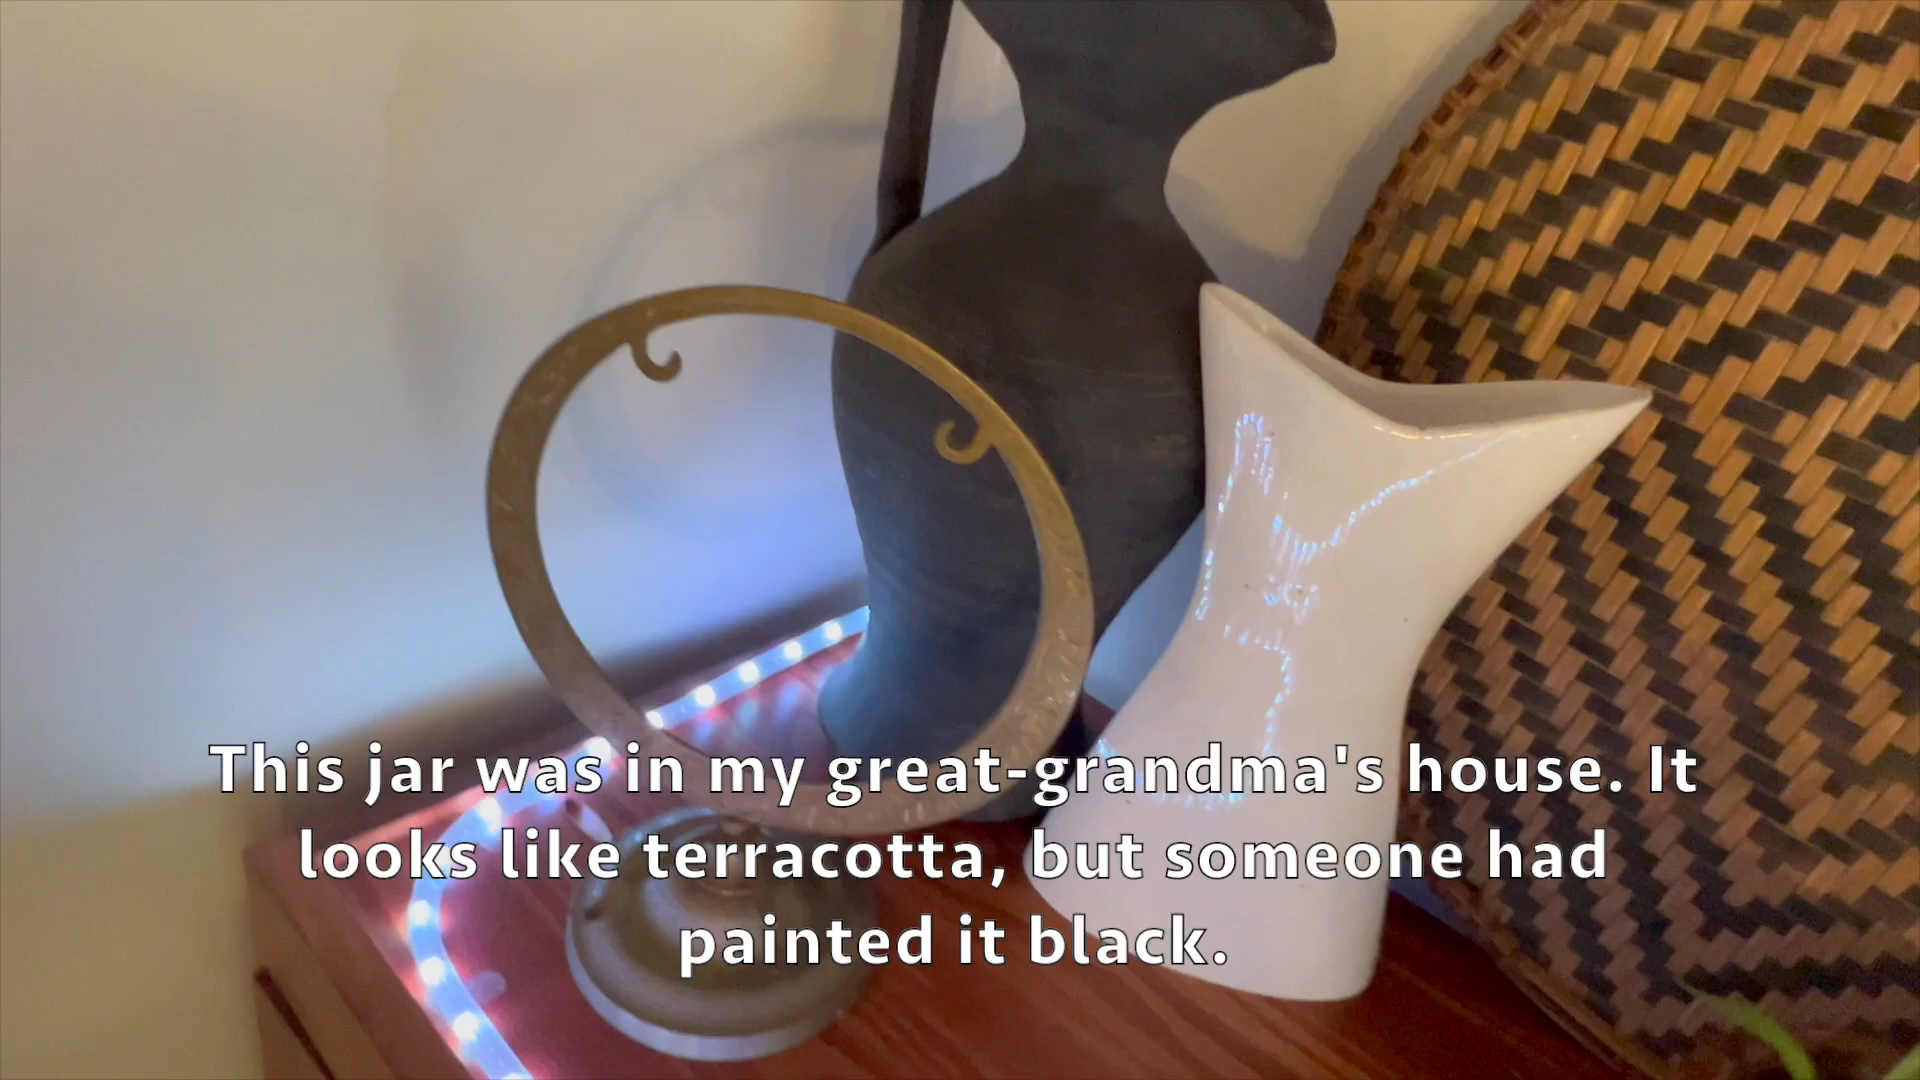 This jar was in my great-grandma's house. It
looks like terracotta, but someone had
painted it black.